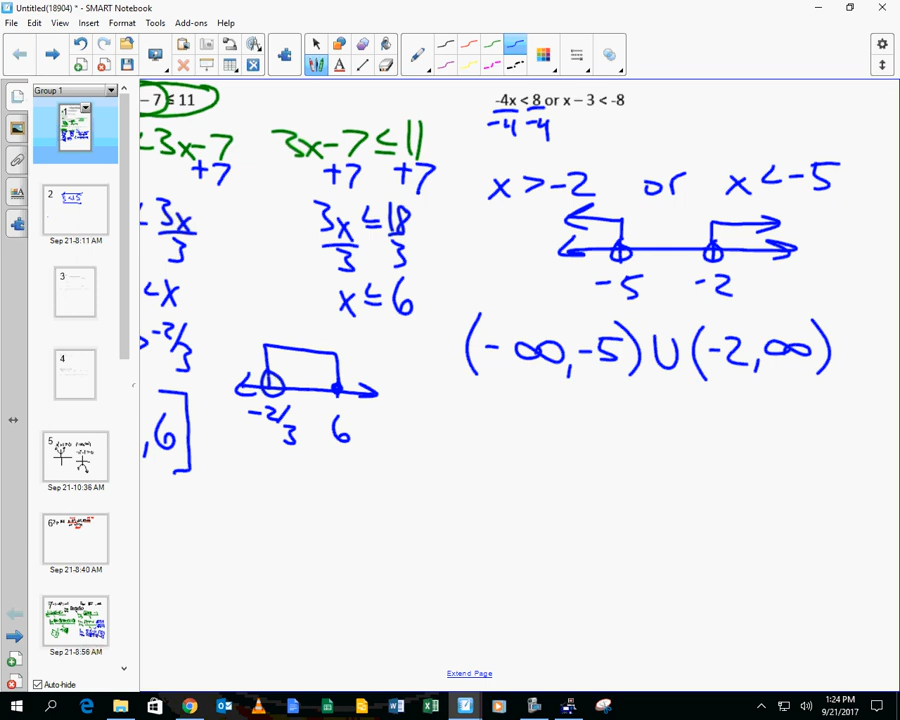 Untitled(18904) * - SMART Notebook
File Edit View Insert Format Tools Add-ons Help
Group 1
1
2
Sep 21-8:11 AM
3
4
5
Sep 21-10:36 AM
6
Sep 21-8:40 AM
Sep 21-8:56 AM
Auto-hide
– 7 ≤ 11
3x-7
+7
3x
3
<x
-2/3
,6]
3x-7 ≤ 11
+7 +7
3x ≤ 18
3 3
x ≤ 6
-2/3 6
-4x < 8 or x – 3 < -8
-4 -4
x > -2 or x < -5
-5 -2
(-∞,-5) U (-2,∞)
Extend Page
1:24 PM
9/21/2017